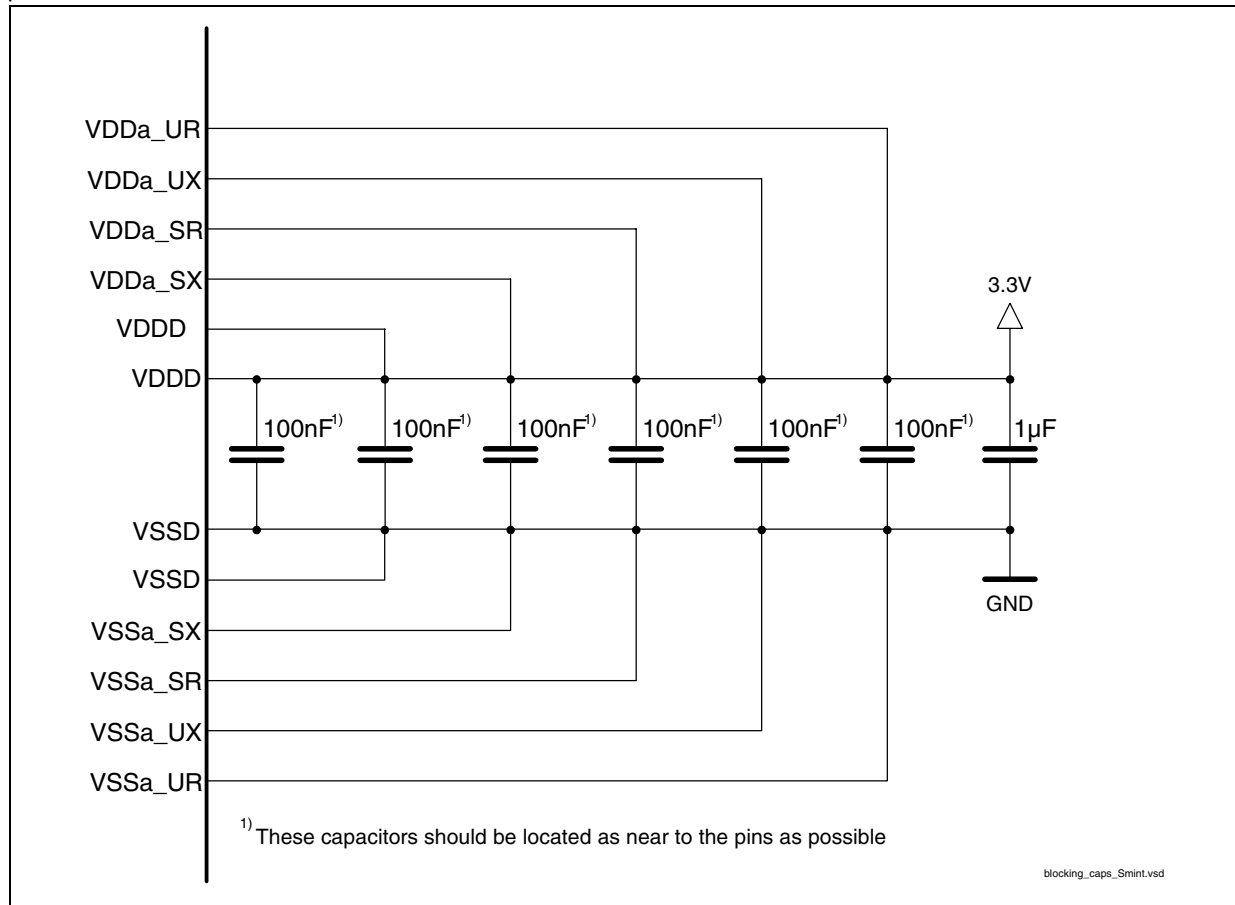 VDDa_UR
VDDa_UX
VDDa_SR
VDDa_SX
3.3V
VDDD
VDDD
100nF1) 100nF1) 100nF1) 100nF1) 100nF1) 100nF1) 1µF
VSSD
VSSD
GND
VSSa_SX
VSSa_SR
VSSa_UX
VSSa_UR
1) These capacitors should be located as near to the pins as possible
blocking_caps_Smint.vsd